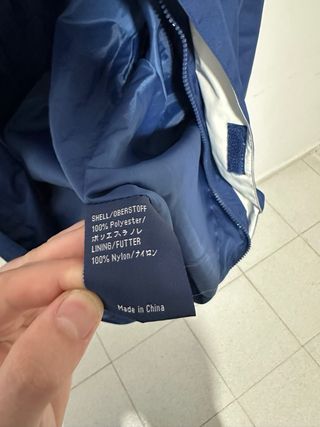 SHELL/OBERSTOFF
100% Polyester/
ポリエステル
LINING/FUTTER
100% Nylon/ナイロン
Made in China